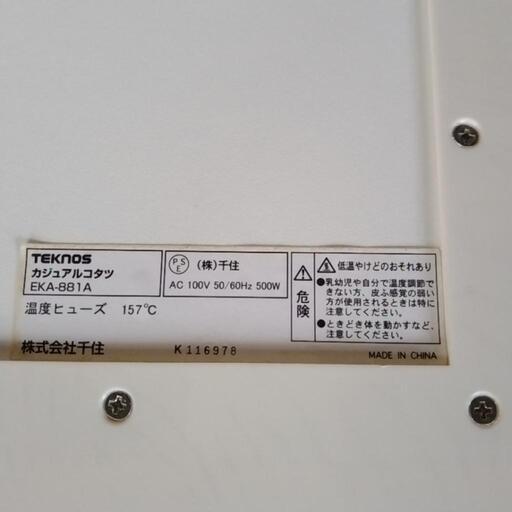 TEKNOS
カジュアルコタツ
EKA-881A
PSE
(株)千住
AC 100V 50/60Hz 500W
温度ヒューズ 157℃
株式会社千住 K116978
危険
低温やけどのおそれあり
●乳幼児や自分で温度調節で
きない方、皮ふ感覚の弱い
方が使用されるときは特に
注意してください。
●ときどき体を動かすなど、
注意してください。
MADE IN CHINA